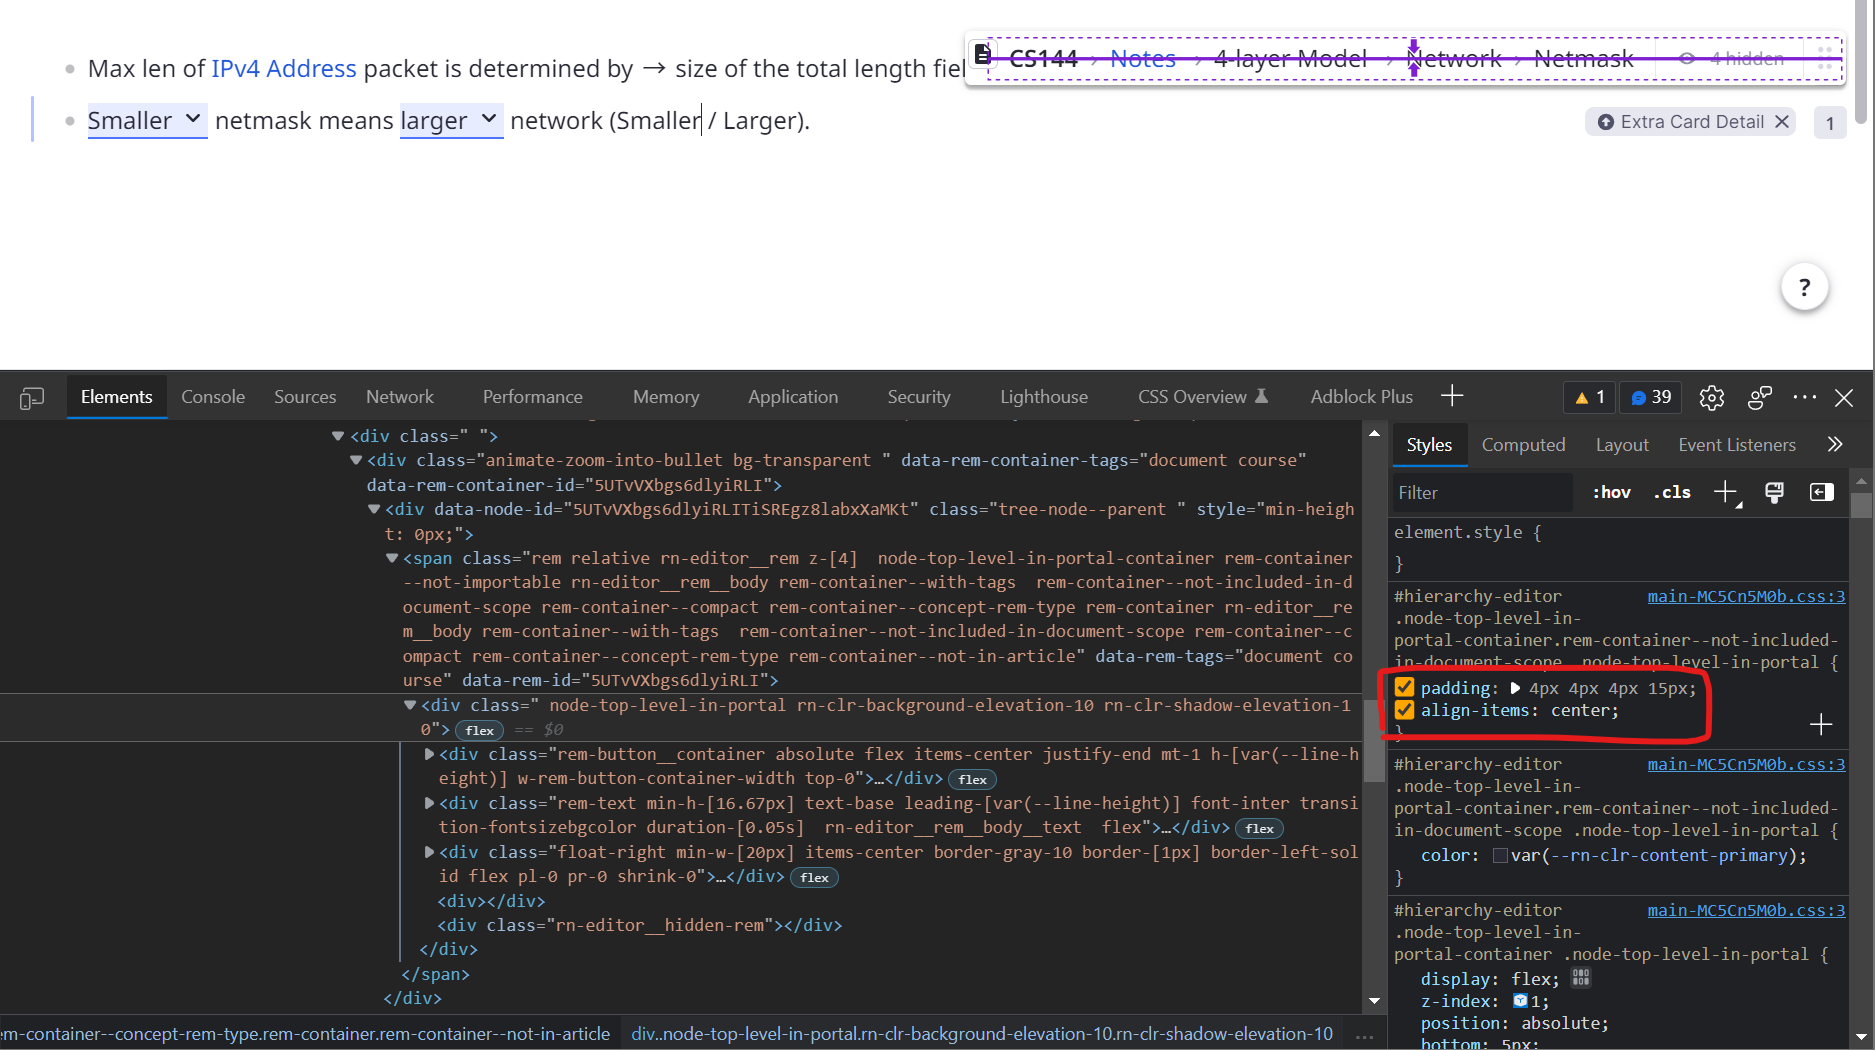 Max len of IPv4 Address packet is determined by → size of the total length fiel
CS144 › Notes › 4-layer Model › Network › Netmask 4 hidden
Smaller netmask means larger network (Smaller / Larger).
Extra Card Detail ✕ 1
?
Elements Console Sources Network Performance Memory Application Security Lighthouse CSS Overview Adblock Plus
1 39
<div class=" ">
<div class="animate-zoom-into-bullet bg-transparent " data-rem-container-tags="document course"
data-rem-container-id="5UTvVXbgs6dlyiRLI">
<div data-node-id="5UTvVXbgs6dlyiRLITiSREgz8labxXaMKt" class="tree-node--parent " style="min-heigh
t: 0px;">
<span class="rem relative rn-editor__rem z-[4]  node-top-level-in-portal-container rem-container
--not-importable rn-editor__rem__body rem-container--with-tags  rem-container--not-included-in-d
ocument-scope rem-container--compact rem-container--concept-rem-type rem-container rn-editor__re
m__body rem-container--with-tags  rem-container--not-included-in-document-scope rem-container--c
ompact rem-container--concept-rem-type rem-container--not-in-article" data-rem-tags="document co
urse" data-rem-id="5UTvVXbgs6dlyiRLI">
<div class=" node-top-level-in-portal rn-clr-background-elevation-10 rn-clr-shadow-elevation-1
0"> flex == $0
<div class="rem-button__container absolute flex items-center justify-end mt-1 h-[var(--line-h
eight)] w-rem-button-container-width top-0">…</div> flex
<div class="rem-text min-h-[16.67px] text-base leading-[var(--line-height)] font-inter transi
tion-fontsizebgcolor duration-[0.05s]  rn-editor__rem__body__text  flex">…</div> flex
<div class="float-right min-w-[20px] items-center border-gray-10 border-[1px] border-left-sol
id flex pl-0 pr-0 shrink-0">…</div> flex
<div></div>
<div class="rn-editor__hidden-rem"></div>
</div>
</span>
</div>
em-container--concept-rem-type.rem-container.rem-container--not-in-article div..node-top-level-in-portal.rn-clr-background-elevation-10.rn-clr-shadow-elevation-10 ...
Styles Computed Layout Event Listeners
Filter :hov .cls
element.style {
}
#hierarchy-editor main-MC5Cn5M0b.css:3
.node-top-level-in-
portal-container.rem-container--not-included-
in-document-scope .node-top-level-in-portal {
padding: 4px 4px 4px 15px;
align-items: center;
}
#hierarchy-editor main-MC5Cn5M0b.css:3
.node-top-level-in-
portal-container.rem-container--not-included-
in-document-scope .node-top-level-in-portal {
color: var(--rn-clr-content-primary);
}
#hierarchy-editor main-MC5Cn5M0b.css:3
.node-top-level-in-
portal-container .node-top-level-in-portal {
display: flex;
z-index: 1;
position: absolute;
bottom: 5px;